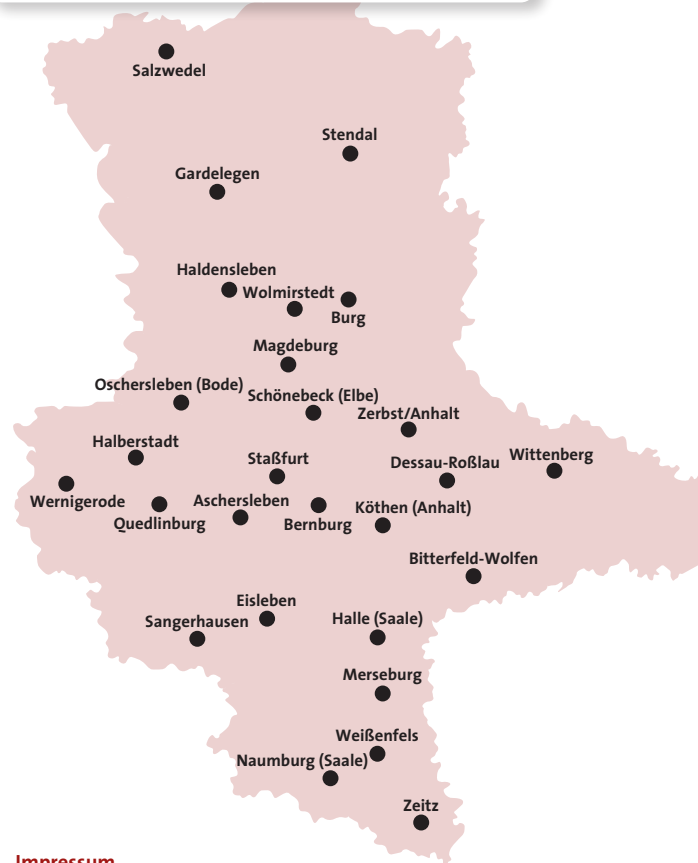 Salzwedel
Stendal
Gardelegen
Haldensleben
Wolmirstedt
Burg
Magdeburg
Oschersleben (Bode)
Schönebeck (Elbe)
Zerbst/Anhalt
Halberstadt
Staßfurt
Dessau-Roßlau
Wittenberg
Wernigerode
Quedlinburg
Aschersleben
Bernburg
Köthen (Anhalt)
Bitterfeld-Wolfen
Eisleben
Sangerhausen
Halle (Saale)
Merseburg
Weißenfels
Naumburg (Saale)
Zeitz
Impressum